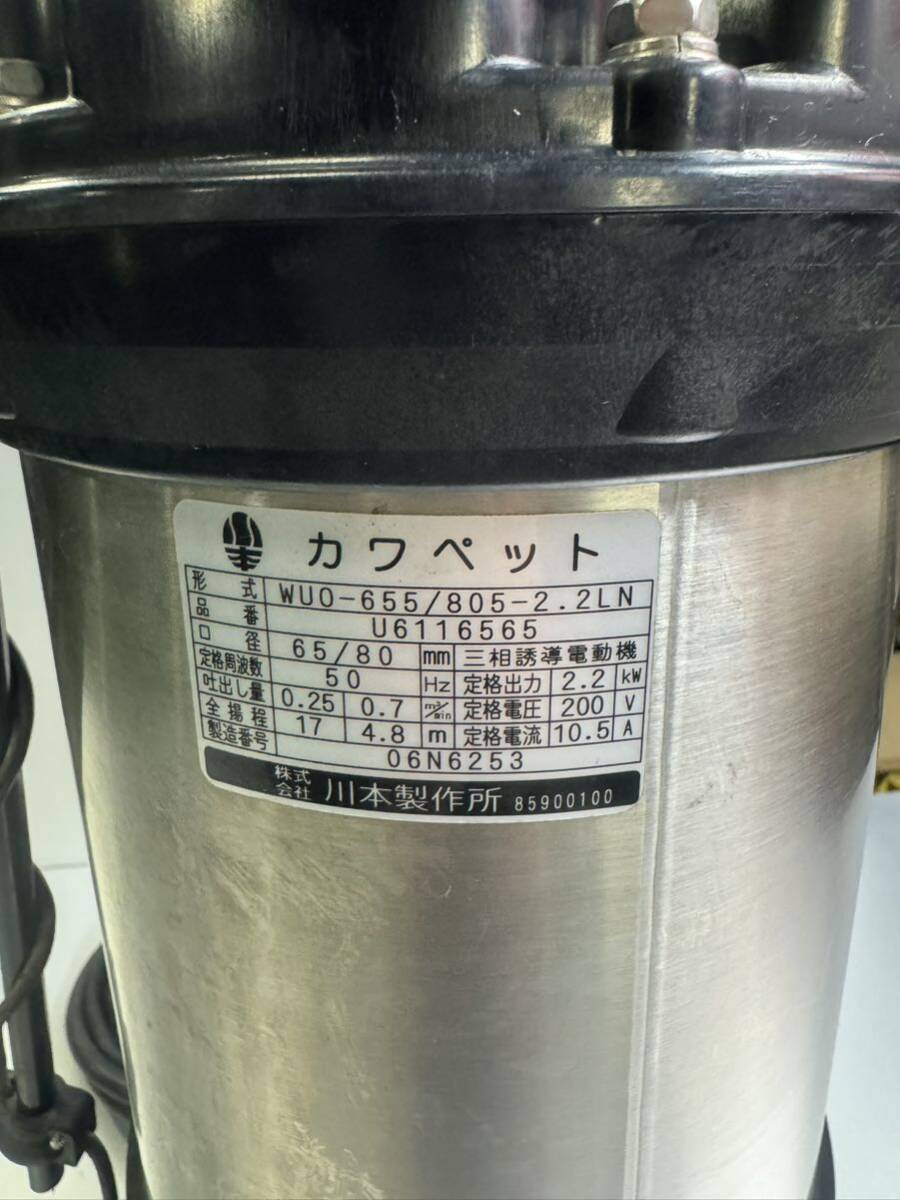 川本 カワペット
形式 WUO-655/805-2.2LN
品番 U6116565
口径 65/80 mm 三相誘導電動機
定格周波数 50 Hz 定格出力 2.2 kW
吐出し量 0.25 0.7 m³/min 定格電圧 200 V
全揚程 17 4.8 m 定格電流 10.5 A
製造番号 06N6253
株式会社 川本製作所 85900100